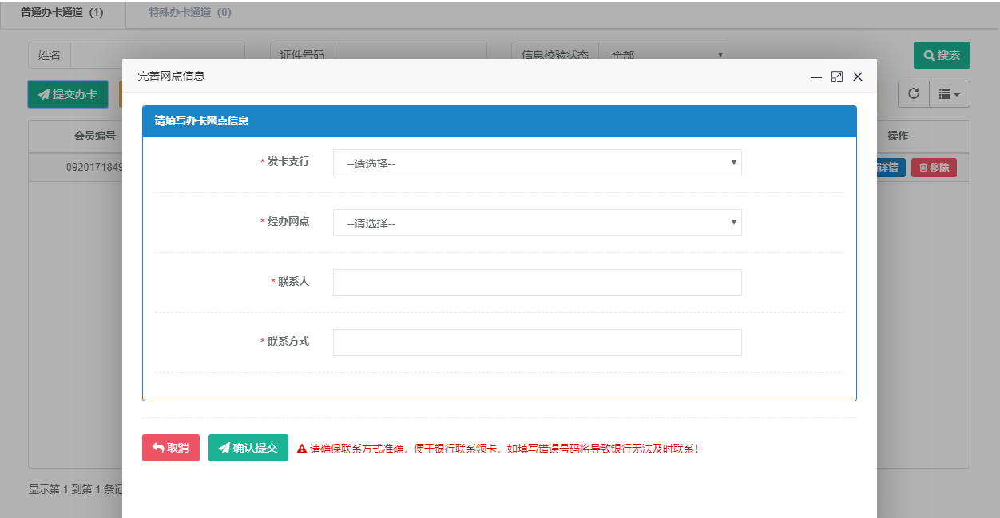 普通办卡通道（1） 特殊办卡通道（0）
姓名 证件号码 信息校验状态 全部 搜索
完善网点信息
提交办卡
请填写办卡网点信息
会员编号 操作
* 发卡支行 --请选择--
0920171849 详情 移除
* 经办网点 --请选择--
* 联系人
* 联系方式
取消 确认提交 请确保联系方式准确，便于银行联系领卡，如填写错误号码将导致银行无法及时联系！
显示第 1 到第 1 条记